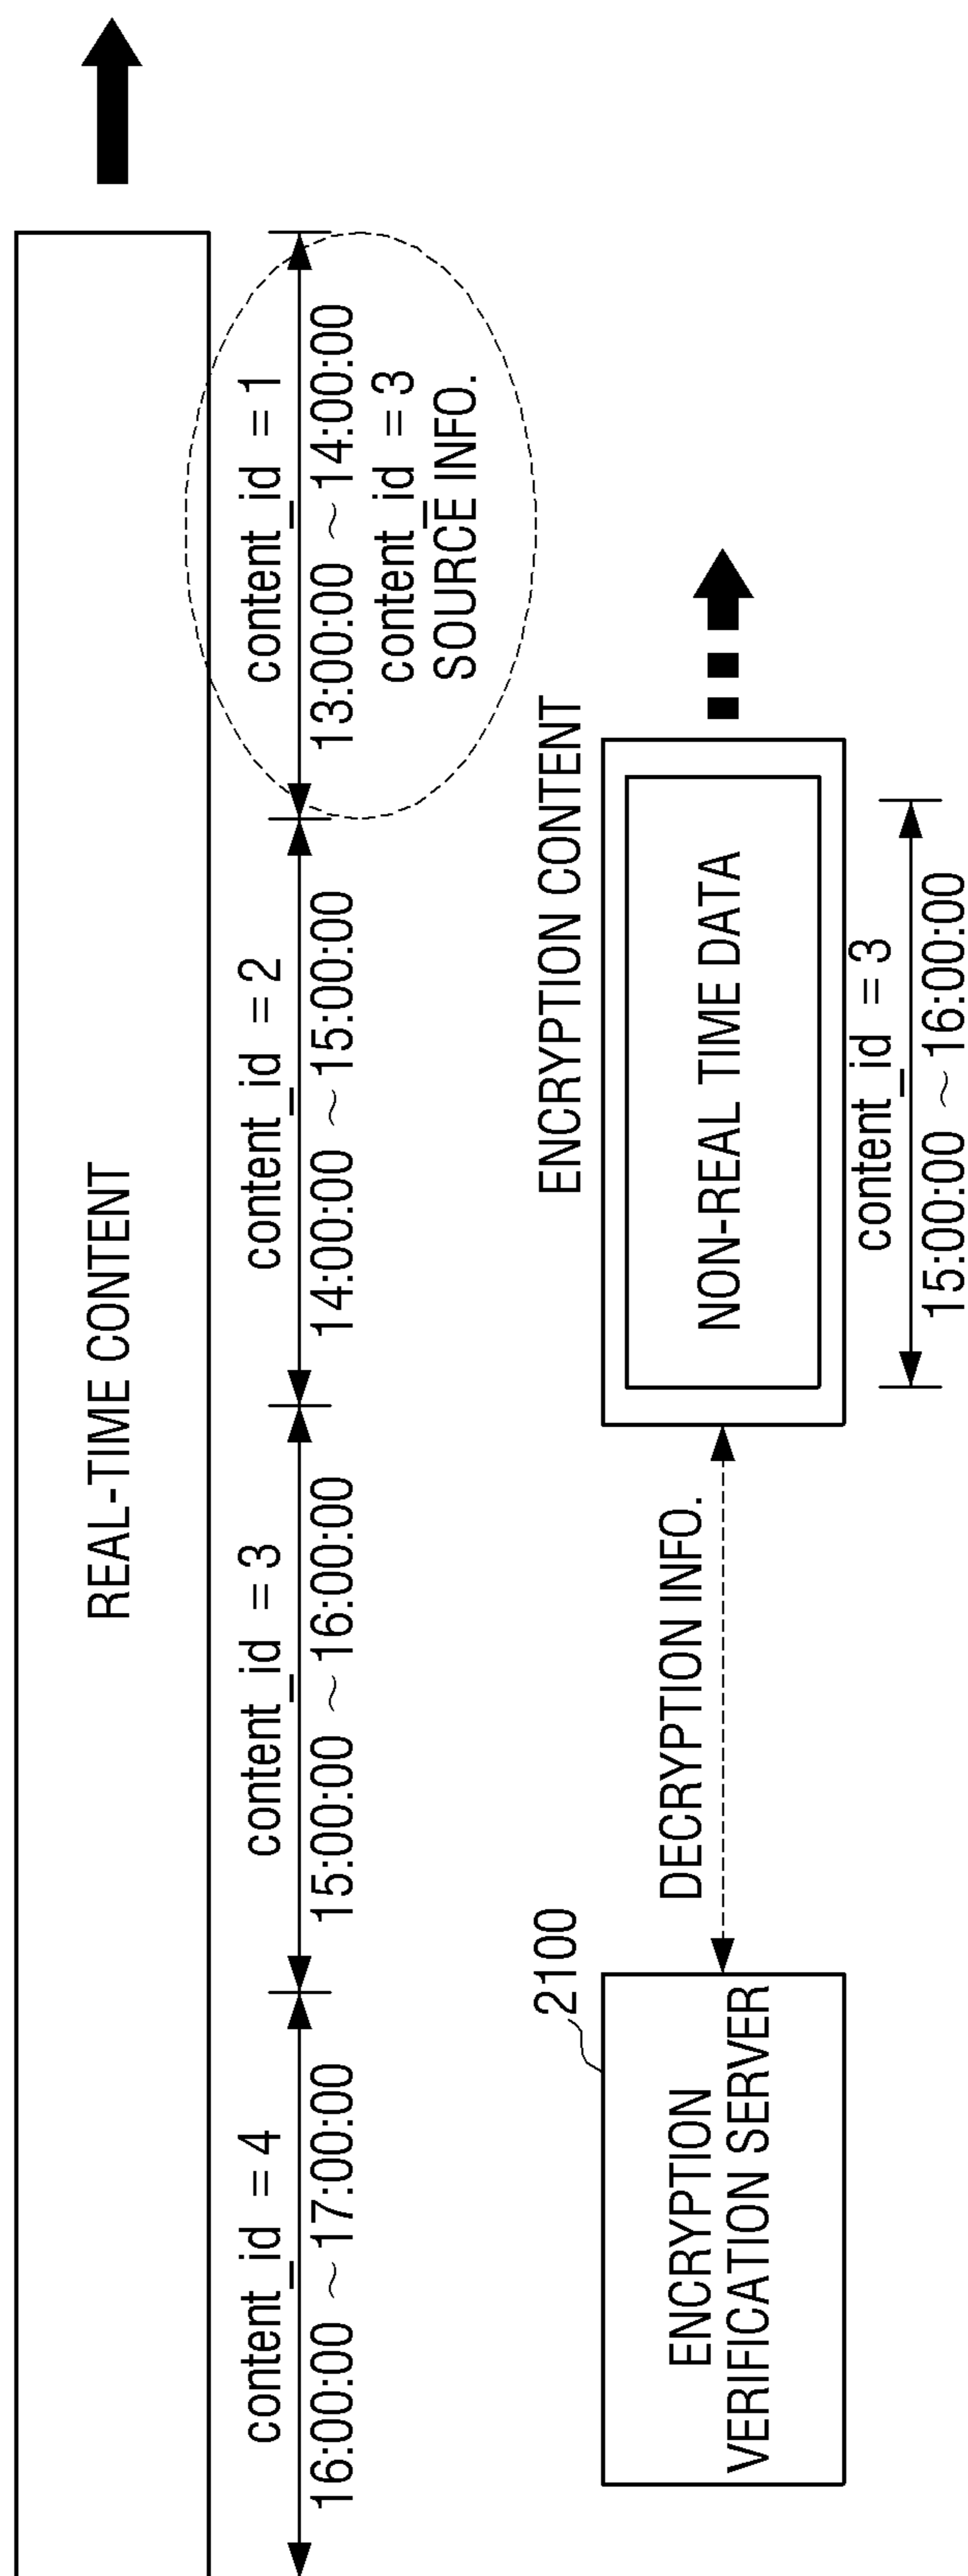 REAL-TIME CONTENT
content_id = 4
16:00:00 ~ 17:00:00
content_id = 3
15:00:00 ~ 16:00:00
content_id = 2
14:00:00 ~ 15:00:00
content_id = 1
13:00:00 ~ 14:00:00
content_id = 3
SOURCE INFO.
2100
ENCRYPTION
VERIFICATION SERVER
DECRYPTION INFO.
ENCRYPTION CONTENT
NON-REAL TIME DATA
content_id = 3
15:00:00 ~ 16:00:00